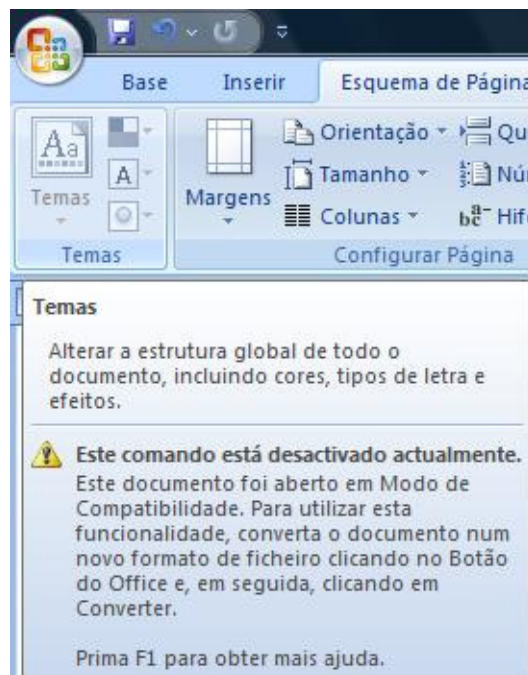 Base Inserir Esquema de Página
Aa
A
Temas
Margens
Orientação
Tamanho
Colunas
Temas
Configurar Página
Temas
Alterar a estrutura global de todo o
documento, incluindo cores, tipos de letra e
efeitos.
Este comando está desactivado actualmente.
Este documento foi aberto em Modo de
Compatibilidade. Para utilizar esta
funcionalidade, converta o documento num
novo formato de ficheiro clicando no Botão
do Office e, em seguida, clicando em
Converter.
Prima F1 para obter mais ajuda.